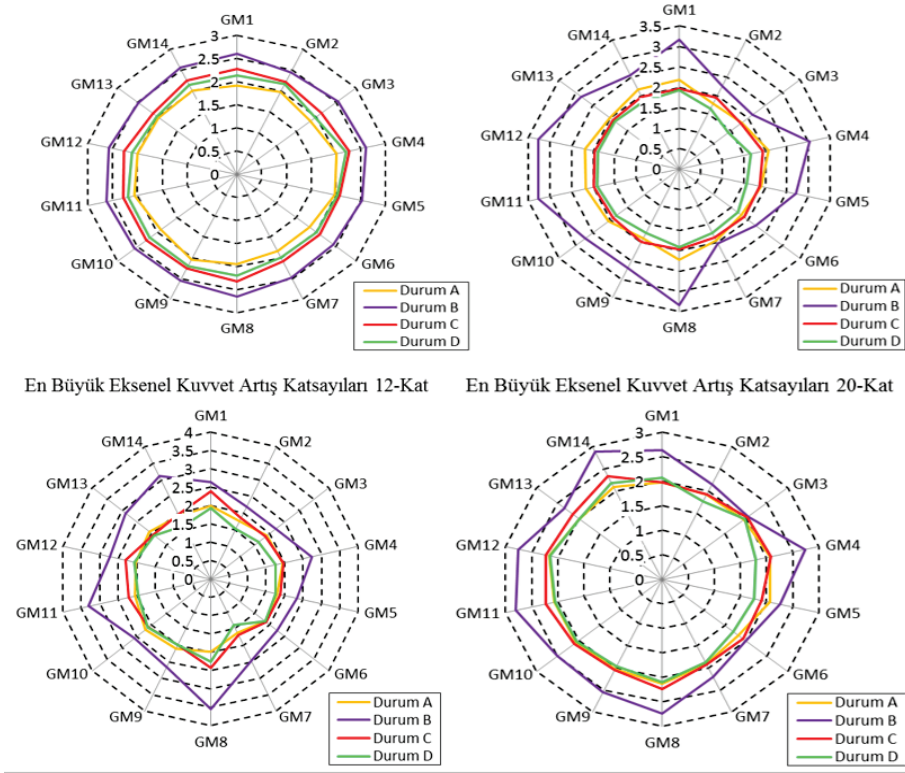 GM1
GM2
GM3
GM4
GM5
GM6
GM7
GM8
GM9
GM10
GM11
GM12
GM13
GM14
3
2.5
2
1.5
1
0.5
0
Durum A
Durum B
Durum C
Durum D
GM1
GM2
GM3
GM4
GM5
GM6
GM7
GM8
GM9
GM10
GM11
GM12
GM13
GM14
3.5
3
2.5
2
1.5
1
0.5
0
Durum A
Durum B
Durum C
Durum D
En Büyük Eksenel Kuvvet Artış Katsayıları 12-Kat
En Büyük Eksenel Kuvvet Artış Katsayıları 20-Kat
GM1
GM2
GM3
GM4
GM5
GM6
GM7
GM8
GM9
GM10
GM11
GM12
GM13
GM14
4
3.5
3
2.5
2
1.5
1
0.5
0
Durum A
Durum B
Durum C
Durum D
GM1
GM2
GM3
GM4
GM5
GM6
GM7
GM8
GM9
GM10
GM11
GM12
GM13
GM14
3
2.5
2
1.5
1
0.5
0
Durum A
Durum B
Durum C
Durum D